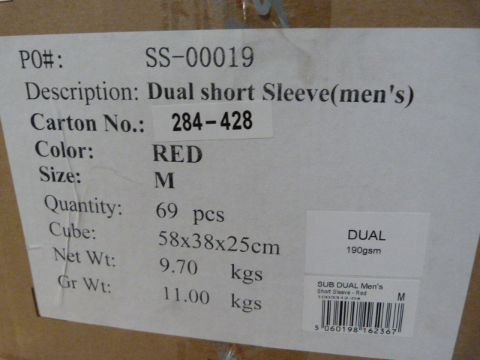 PO#: SS-00019
Description: Dual short Sleeve(men's)
Carton No.: 284-428
Color: RED
Size: M
Quantity: 69 pcs
Cube: 58x38x25cm
Net Wt: 9.70 kgs
Gr Wt: 11.00 kgs
DUAL
190gsm
SUB DUAL Men's
Short Sleeve - Red
M
5 060198 162367